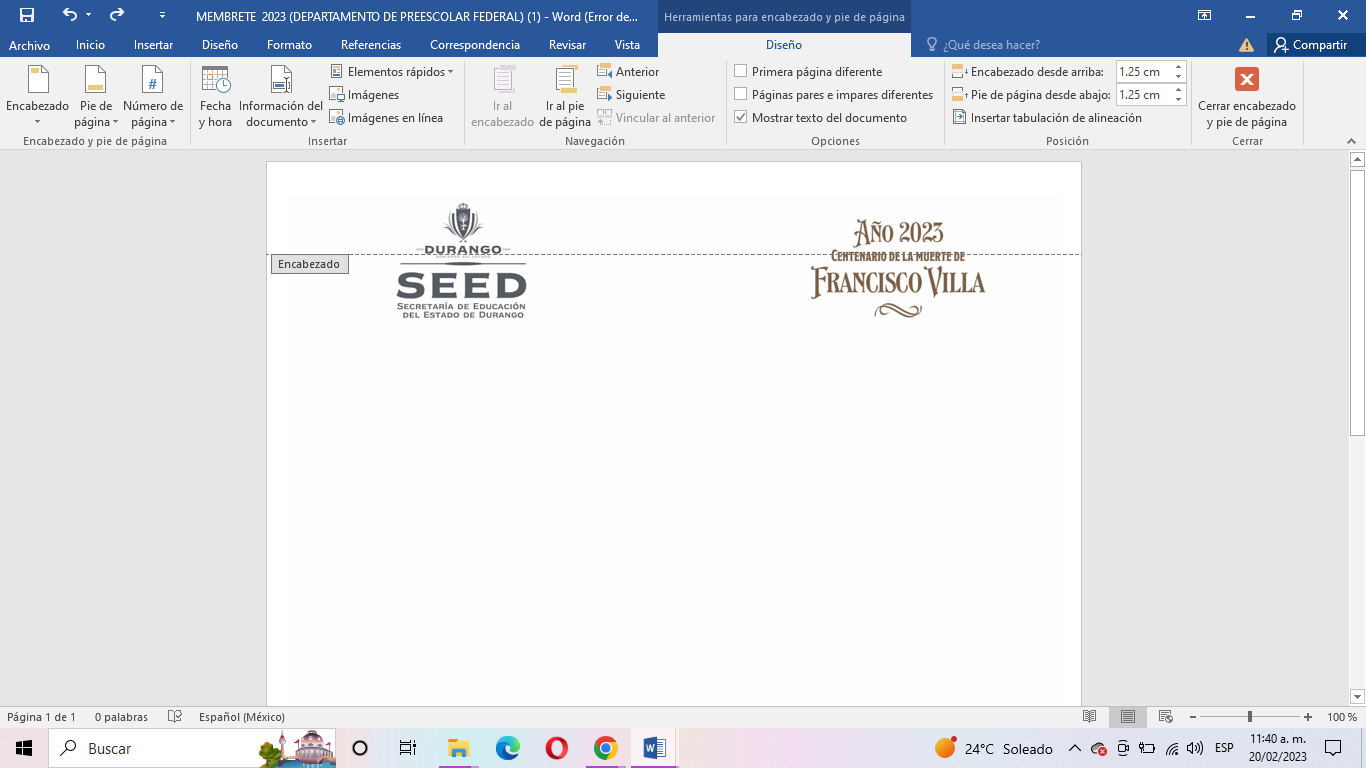 MEMBRETE 2023 (DEPARTAMENTO DE PREESCOLAR FEDERAL) (1) - Word (Error de...
Herramientas para encabezado y pie de página
Archivo Inicio Insertar Diseño Formato Referencias Correspondencia Revisar Vista Diseño ¿Qué desea hacer? Compartir
Encabezado
Pie de página
Número de página
Encabezado y pie de página
Fecha y hora
Información del documento
Elementos rápidos
Imágenes
Imágenes en línea
Insertar
Ir al encabezado
Ir al pie de página
Anterior
Siguiente
Vincular al anterior
Navegación
Primera página diferente
Páginas pares e impares diferentes
Mostrar texto del documento
Opciones
Encabezado desde arriba: 1.25 cm
Pie de página desde abajo: 1.25 cm
Insertar tabulación de alineación
Posición
Cerrar encabezado y pie de página
Cerrar
DURANGO
SEED
SECRETARÍA DE EDUCACIÓN
DEL ESTADO DE DURANGO
AÑO 2023
CENTENARIO DE LA MUERTE DE
FRANCISCO VILLA
Encabezado
Página 1 de 1 0 palabras Español (México) 100 %
Buscar
24°C Soleado
ESP
11:40 a. m.
20/02/2023